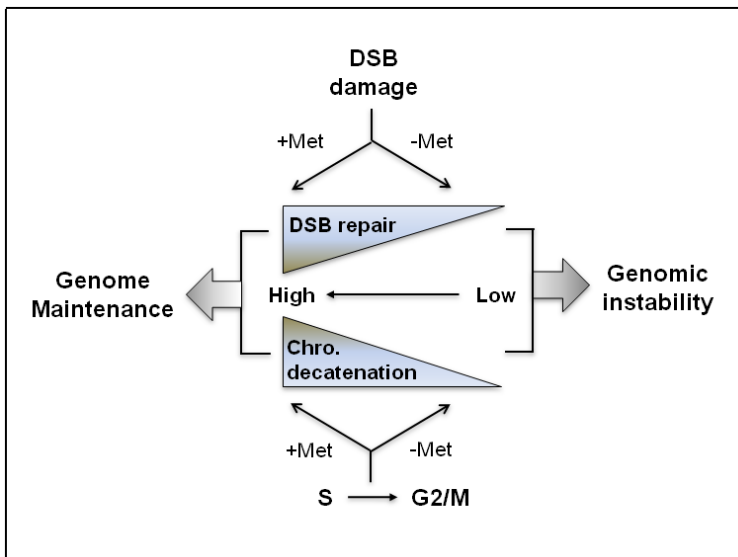 DSB
damage
+Met
-Met
DSB repair
Genome
Maintenance
High
Low
Genomic
instability
Chro.
decatenation
+Met
-Met
S
G2/M